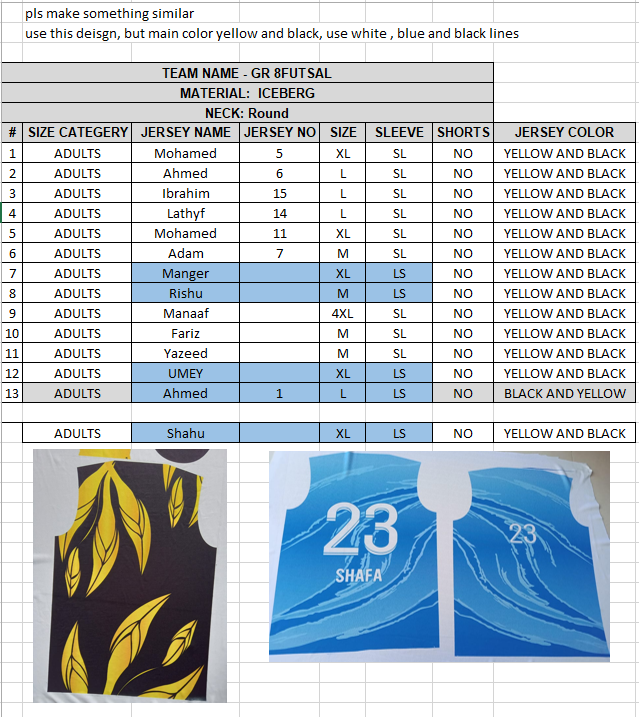 pls make something similar
use this deisgn, but main color yellow and black, use white , blue and black lines
TEAM NAME - GR 8FUTSAL
MATERIAL: ICEBERG
NECK: Round
# SIZE CATEGERY JERSEY NAME JERSEY NO SIZE SLEEVE SHORTS JERSEY COLOR
1 ADULTS Mohamed 5 XL SL NO YELLOW AND BLACK
2 ADULTS Ahmed 6 L SL NO YELLOW AND BLACK
3 ADULTS Ibrahim 15 L SL NO YELLOW AND BLACK
4 ADULTS Lathyf 14 L SL NO YELLOW AND BLACK
5 ADULTS Mohamed 11 XL SL NO YELLOW AND BLACK
6 ADULTS Adam 7 M SL NO YELLOW AND BLACK
7 ADULTS Manger XL LS NO YELLOW AND BLACK
8 ADULTS Rishu M LS NO YELLOW AND BLACK
9 ADULTS Manaaf 4XL SL NO YELLOW AND BLACK
10 ADULTS Fariz M SL NO YELLOW AND BLACK
11 ADULTS Yazeed M SL NO YELLOW AND BLACK
12 ADULTS UMEY XL LS NO YELLOW AND BLACK
13 ADULTS Ahmed 1 L LS NO BLACK AND YELLOW
ADULTS Shahu XL LS NO YELLOW AND BLACK
23
SHAFA
23